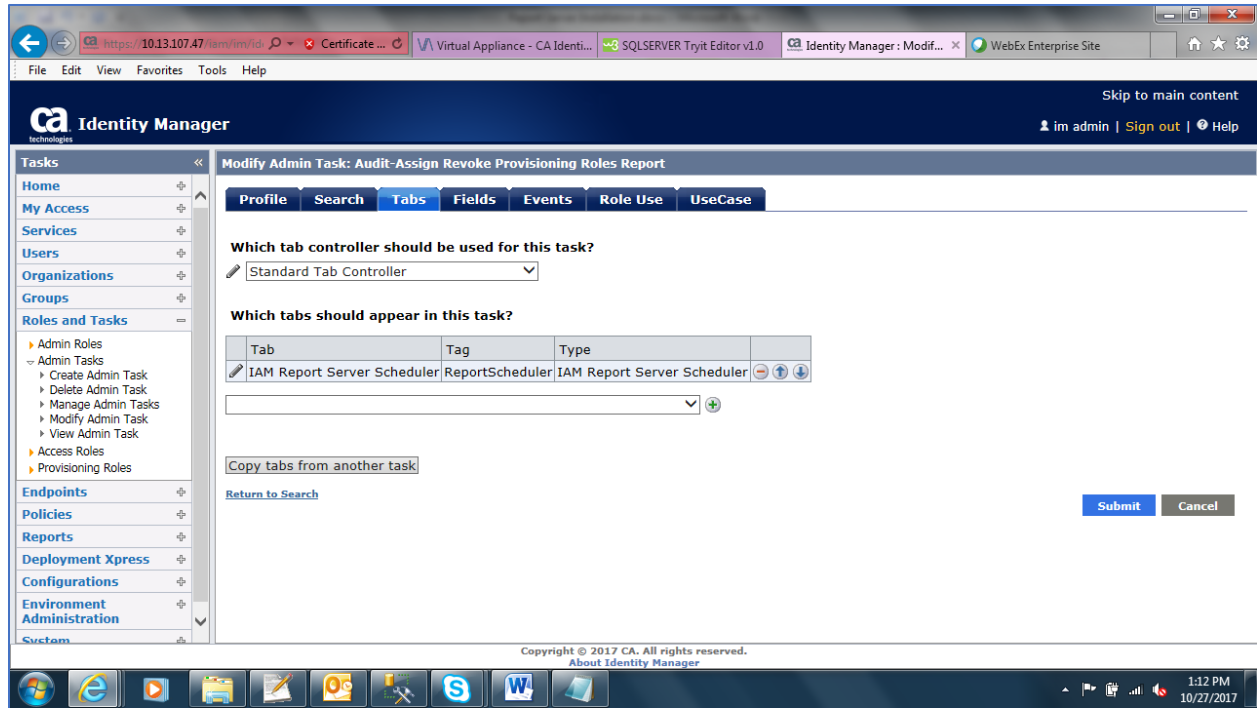 https://10.13.107.47/iam/im/id
Certificate ...
Virtual Appliance - CA Identi...
SQLSERVER Tryit Editor v1.0
Identity Manager : Modif...
WebEx Enterprise Site
File Edit View Favorites Tools Help
Skip to main content
ca technologies
Identity Manager
im admin | Sign out | Help
Tasks
Modify Admin Task: Audit-Assign Revoke Provisioning Roles Report
Home
My Access
Services
Users
Organizations
Groups
Roles and Tasks
Admin Roles
Admin Tasks
Create Admin Task
Delete Admin Task
Manage Admin Tasks
Modify Admin Task
View Admin Task
Access Roles
Provisioning Roles
Endpoints
Policies
Reports
Deployment Xpress
Configurations
Environment
Administration
System
Profile Search Tabs Fields Events Role Use UseCase
Which tab controller should be used for this task?
Standard Tab Controller
Which tabs should appear in this task?
Tab Tag Type
IAM Report Server Scheduler ReportScheduler IAM Report Server Scheduler
Copy tabs from another task
Return to Search
Submit Cancel
Copyright © 2017 CA. All rights reserved.
About Identity Manager
1:12 PM
10/27/2017